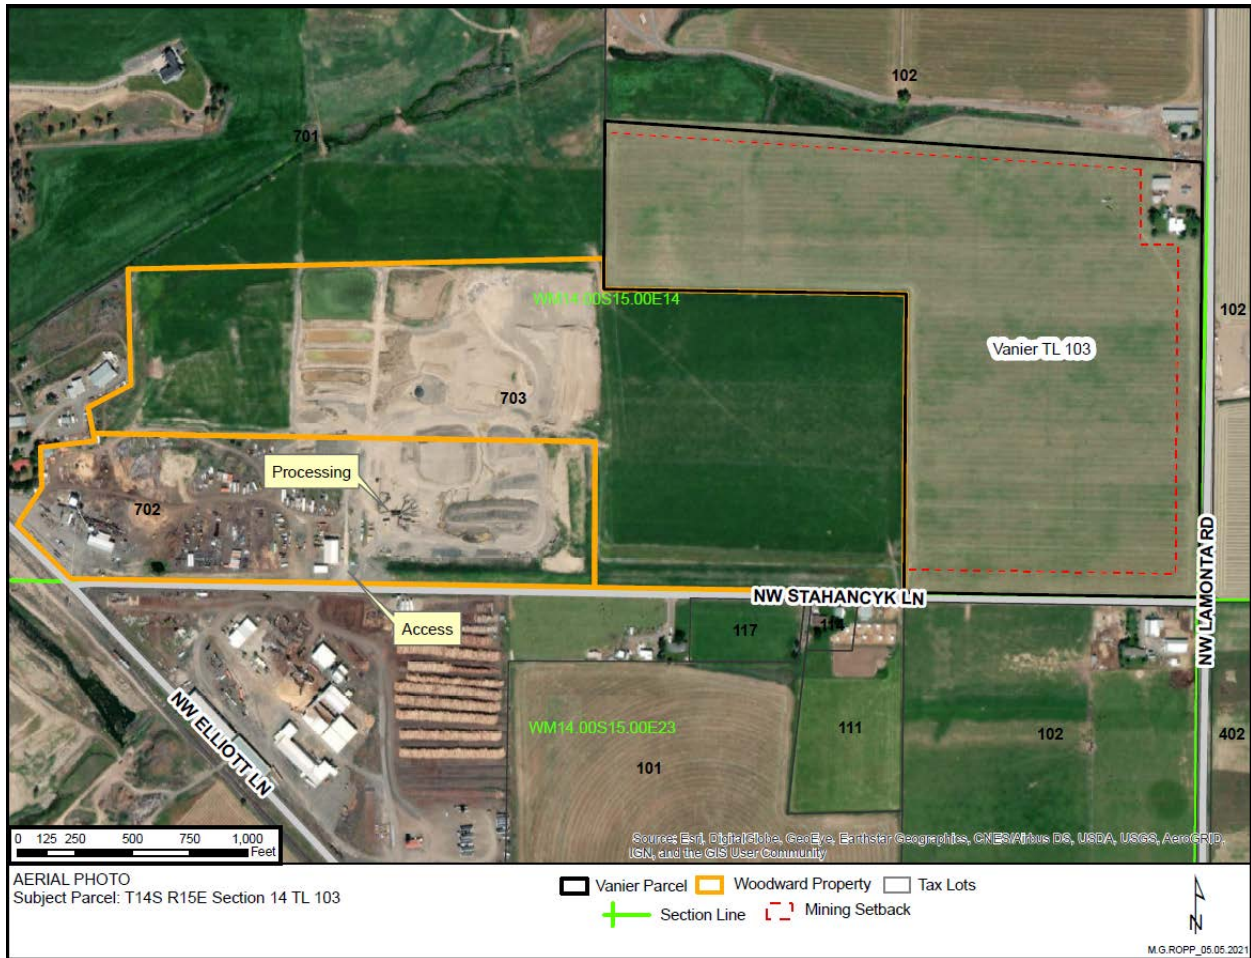 102
701
WM14.00S15.00E14
102
Vanier TL 103
703
Processing
702
NW STAHANCYK LN
Access
117
NW LAMONTA RD
NW ELLIOTT LN
WM14.00S15.00E23
111
102
402
101
0 125 250 500 750 1,000
Feet
Source: Esri, DigitalGlobe, GeoEye, Earthstar Geographics, CNES/Airbus DS, USDA, USGS, AeroGRID,
IGN, and the GIS User Community
AERIAL PHOTO
Subject Parcel: T14S R15E Section 14 TL 103
Vanier Parcel Woodward Property Tax Lots
Section Line Mining Setback
N
M.G.ROPP_05.05.2021